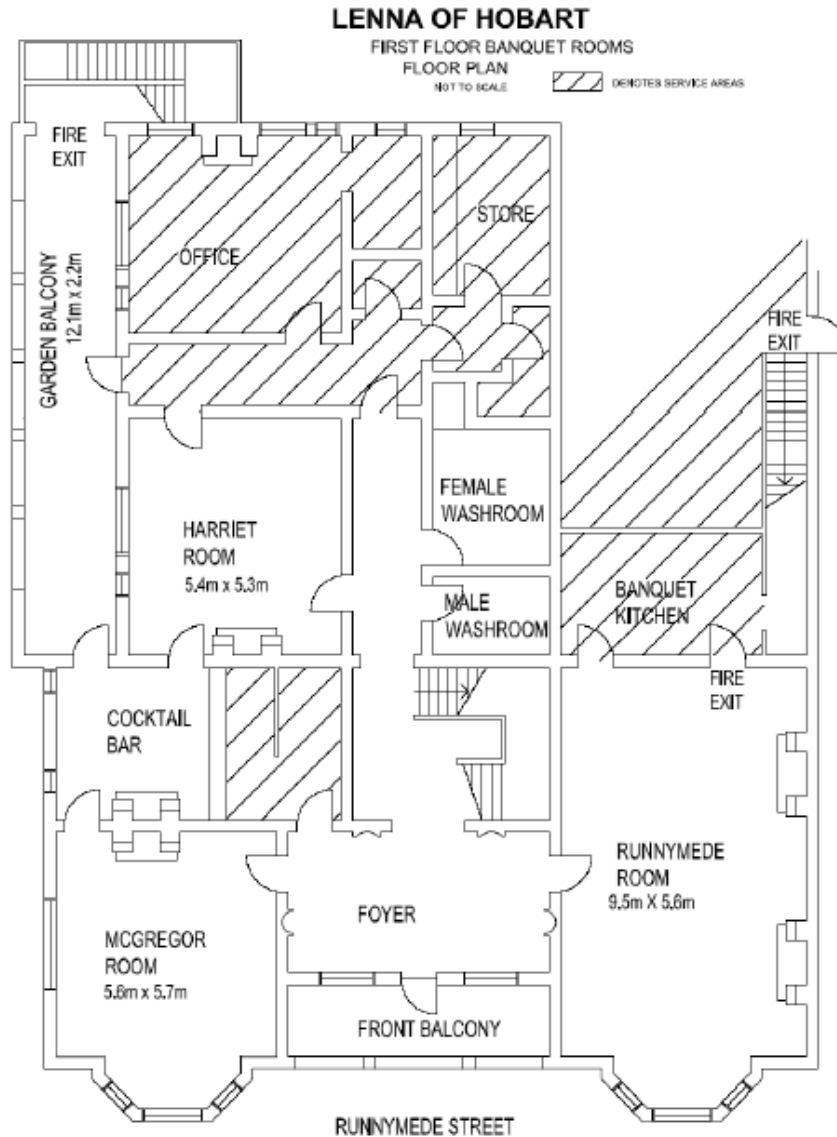 LENNA OF HOBART
FIRST FLOOR BANQUET ROOMS
FLOOR PLAN
NOT TO SCALE
DENOTES SERVICE AREAS
FIRE
EXIT
STORE
OFFICE
GARDEN BALCONY
12.1m x 2.2m
FIRE
EXIT
FEMALE
WASHROOM
HARRIET
ROOM
5.4m x 5.3m
MALE
WASHROOM
BANQUET
KITCHEN
FIRE
EXIT
COCKTAIL
BAR
RUNNYMEDE
ROOM
9.5m X 5.6m
FOYER
MCGREGOR
ROOM
5.6m x 5.7m
FRONT BALCONY
RUNNYMEDE STREET